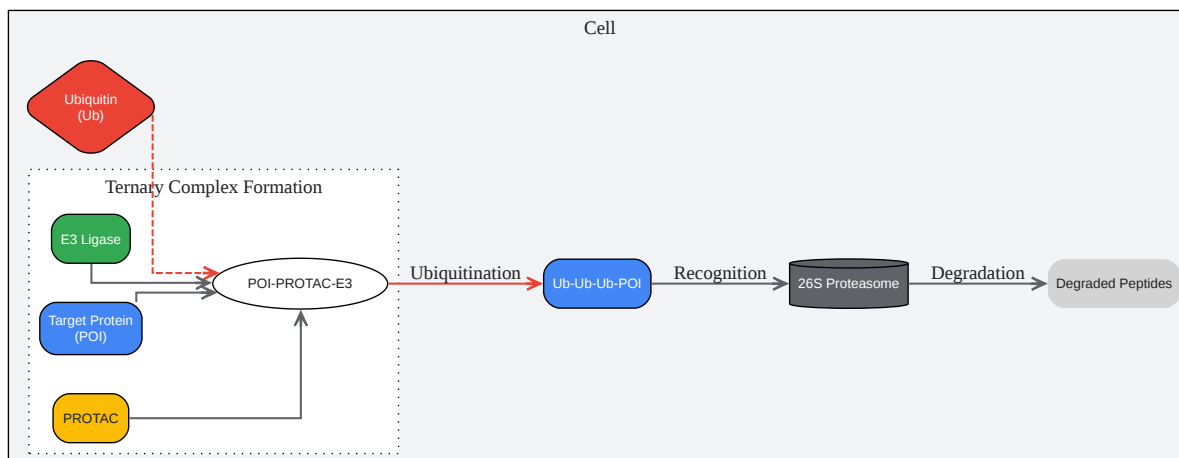 Cell
Ubiquitin
(Ub)
Ternary Complex Formation
E3 Ligase
Target Protein
(POI)
PROTAC
POI-PROTAC-E3
Ubiquitination
Ub-Ub-Ub-POI
Recognition
26S Proteasome
Degradation
Degraded Peptides